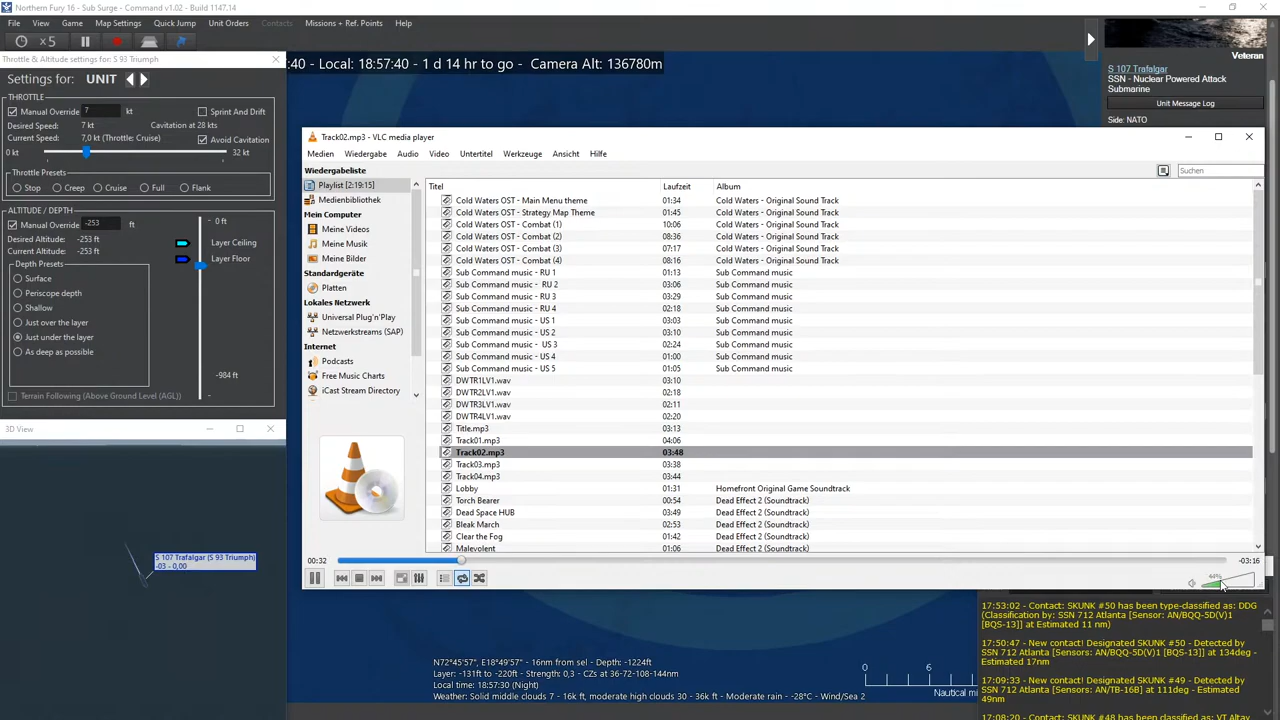 Northern Fury 16 - Sub Surge - Command v1.02 - Build 1147.14
File View Game Map Settings Quick Jump Unit Orders Contacts Missions + Ref. Points Help
x5
Throttle & Altitude settings for: S 93 Triumph
:40 - Local: 18:57:40 - 1 d 14 hr to go - Camera Alt: 136780m
Settings for: UNIT
THROTTLE
Manual Override 7 kt Sprint And Drift
Desired Speed: 7 kt Cavitation at 28 kts
Current Speed: 7,0 kt (Throttle: Cruise) Avoid Cavitation
0 kt 32 kt
Throttle Presets
Stop Creep Cruise Full Flank
ALTITUDE / DEPTH
Manual Override -253 ft
Desired Altitude: -253 ft
Current Altitude: -253 ft
Depth Presets
Surface
Periscope depth
Shallow
Just over the layer
Just under the layer
As deep as possible
- 0 ft
Layer Ceiling
Layer Floor
-984 ft
Terrain Following (Above Ground Level (AGL))
3D View
S 107 Trafalgar (S 93 Triumph)
-03 - 0,00
Veteran
S 107 Trafalgar
SSN - Nuclear Powered Attack
Submarine
Unit Message Log
Side: NATO
Track02.mp3 - VLC media player
Medien Wiedergabe Audio Video Untertitel Werkzeuge Ansicht Hilfe
Wiedergabeliste
Playlist [2:19:15]
Medienbibliothek
Mein Computer
Meine Videos
Meine Musik
Meine Bilder
Standardgeräte
Platten
Lokales Netzwerk
Universal Plug'n'Play
Netzwerkstreams (SAP)
Internet
Podcasts
Free Music Charts
iCast Stream Directory
Suchen
Titel Laufzeit Album
Cold Waters OST - Main Menu theme 01:34 Cold Waters - Original Sound Track
Cold Waters OST - Strategy Map Theme 01:45 Cold Waters - Original Sound Track
Cold Waters OST - Combat (1) 10:06 Cold Waters - Original Sound Track
Cold Waters OST - Combat (2) 08:36 Cold Waters - Original Sound Track
Cold Waters OST - Combat (3) 07:17 Cold Waters - Original Sound Track
Cold Waters OST - Combat (4) 08:16 Cold Waters - Original Sound Track
Sub Command music - RU 1 01:13 Sub Command music
Sub Command music - RU 2 03:06 Sub Command music
Sub Command music - RU 3 03:29 Sub Command music
Sub Command music - RU 4 02:18 Sub Command music
Sub Command music - US 1 03:03 Sub Command music
Sub Command music - US 2 03:10 Sub Command music
Sub Command music - US 3 02:24 Sub Command music
Sub Command music - US 4 01:00 Sub Command music
Sub Command music - US 5 01:05 Sub Command music
DWTR1LV1.wav 03:10
DWTR2LV1.wav 02:18
DWTR3LV1.wav 02:11
DWTR4LV1.wav 02:20
Title.mp3 03:13
Track01.mp3 04:06
Track02.mp3 03:48
Track03.mp3 03:38
Track04.mp3 03:44
Lobby 01:31 Homefront Original Game Soundtrack
Torch Bearer 00:54 Dead Effect 2 (Soundtrack)
Dead Space HUB 03:49 Dead Effect 2 (Soundtrack)
Bleak March 02:53 Dead Effect 2 (Soundtrack)
Clear the Fog 01:42 Dead Effect 2 (Soundtrack)
Malevolent 01:06 Dead Effect 2 (Soundtrack)
00:32 -03:16
44%
N72°45'57", E18°49'57" - 16nm from sel - Depth: -1224ft
Layer: -131ft to -220ft - Strength: 0,3 - CZs at 36-72-108-144nm
Local time: 18:57:30 (Night)
Weather: Solid middle clouds 7 - 16k ft, moderate high clouds 30 - 36k ft - Moderate rain - -28°C - Wind/Sea 2
0 6
Nautical mi
17:53:02 - Contact: SKUNK #50 has been type-classified as: DDG
(Classification by: SSN 712 Atlanta [Sensor: AN/BQQ-5D(V)1
[BQS-13]] at Estimated 11 nm)
17:50:47 - New contact! Designated SKUNK #50 - Detected by
SSN 712 Atlanta [Sensors: AN/BQQ-5D(V)1 [BQS-13]] at 134deg -
Estimated 17nm
17:09:33 - New contact! Designated SKUNK #49 - Detected by
SSN 712 Atlanta [Sensors: AN/TB-16B] at 111deg - Estimated
49nm
17:08:20 - Contact: SKUNK #48 has been classified as: VT Altay